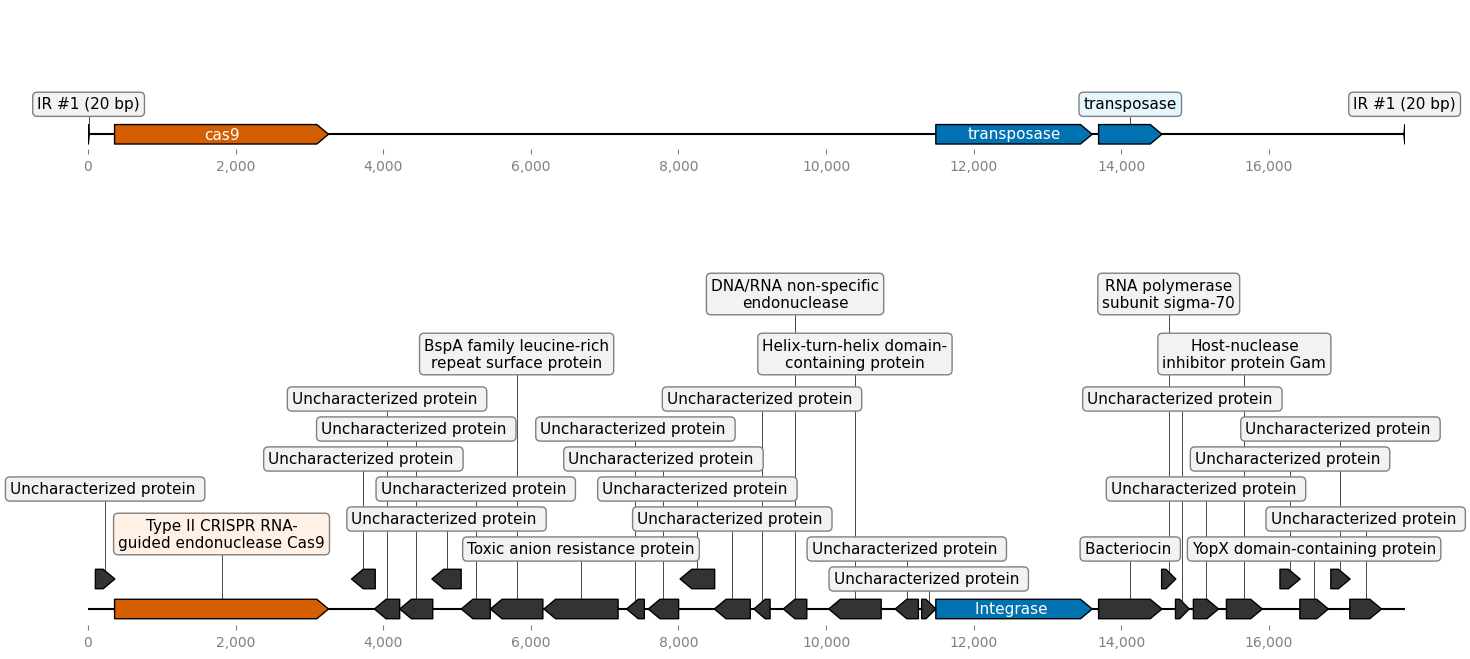 IR #1 (20 bp)
transposase
IR #1 (20 bp)
cas9
transposase
0
2,000
4,000
6,000
8,000
10,000
12,000
14,000
16,000
DNA/RNA non-specific
endonuclease
RNA polymerase
subunit sigma-70
BspA family leucine-rich
repeat surface protein
Helix-turn-helix domain-
containing protein
Host-nuclease
inhibitor protein Gam
Uncharacterized protein
Uncharacterized protein
Uncharacterized protein
Uncharacterized protein
Uncharacterized protein
Uncharacterized protein
Uncharacterized protein
Uncharacterized protein
Uncharacterized protein
Uncharacterized protein
Uncharacterized protein
Uncharacterized protein
Uncharacterized protein
Type II CRISPR RNA-
guided endonuclease Cas9
Uncharacterized protein
Uncharacterized protein
Uncharacterized protein
Toxic anion resistance protein
Uncharacterized protein
Bacteriocin
YopX domain-containing protein
Uncharacterized protein
Integrase
0
2,000
4,000
6,000
8,000
10,000
12,000
14,000
16,000